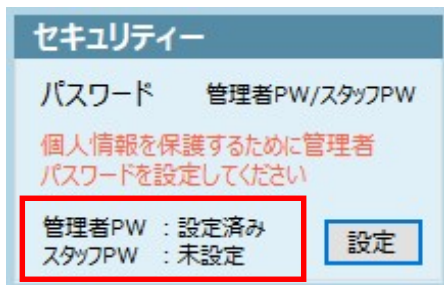 セキュリティー
パスワード 管理者PW/スタッフPW
個人情報を保護するために管理者
パスワードを設定してください
管理者PW ：設定済み
スタッフPW ：未設定
設定